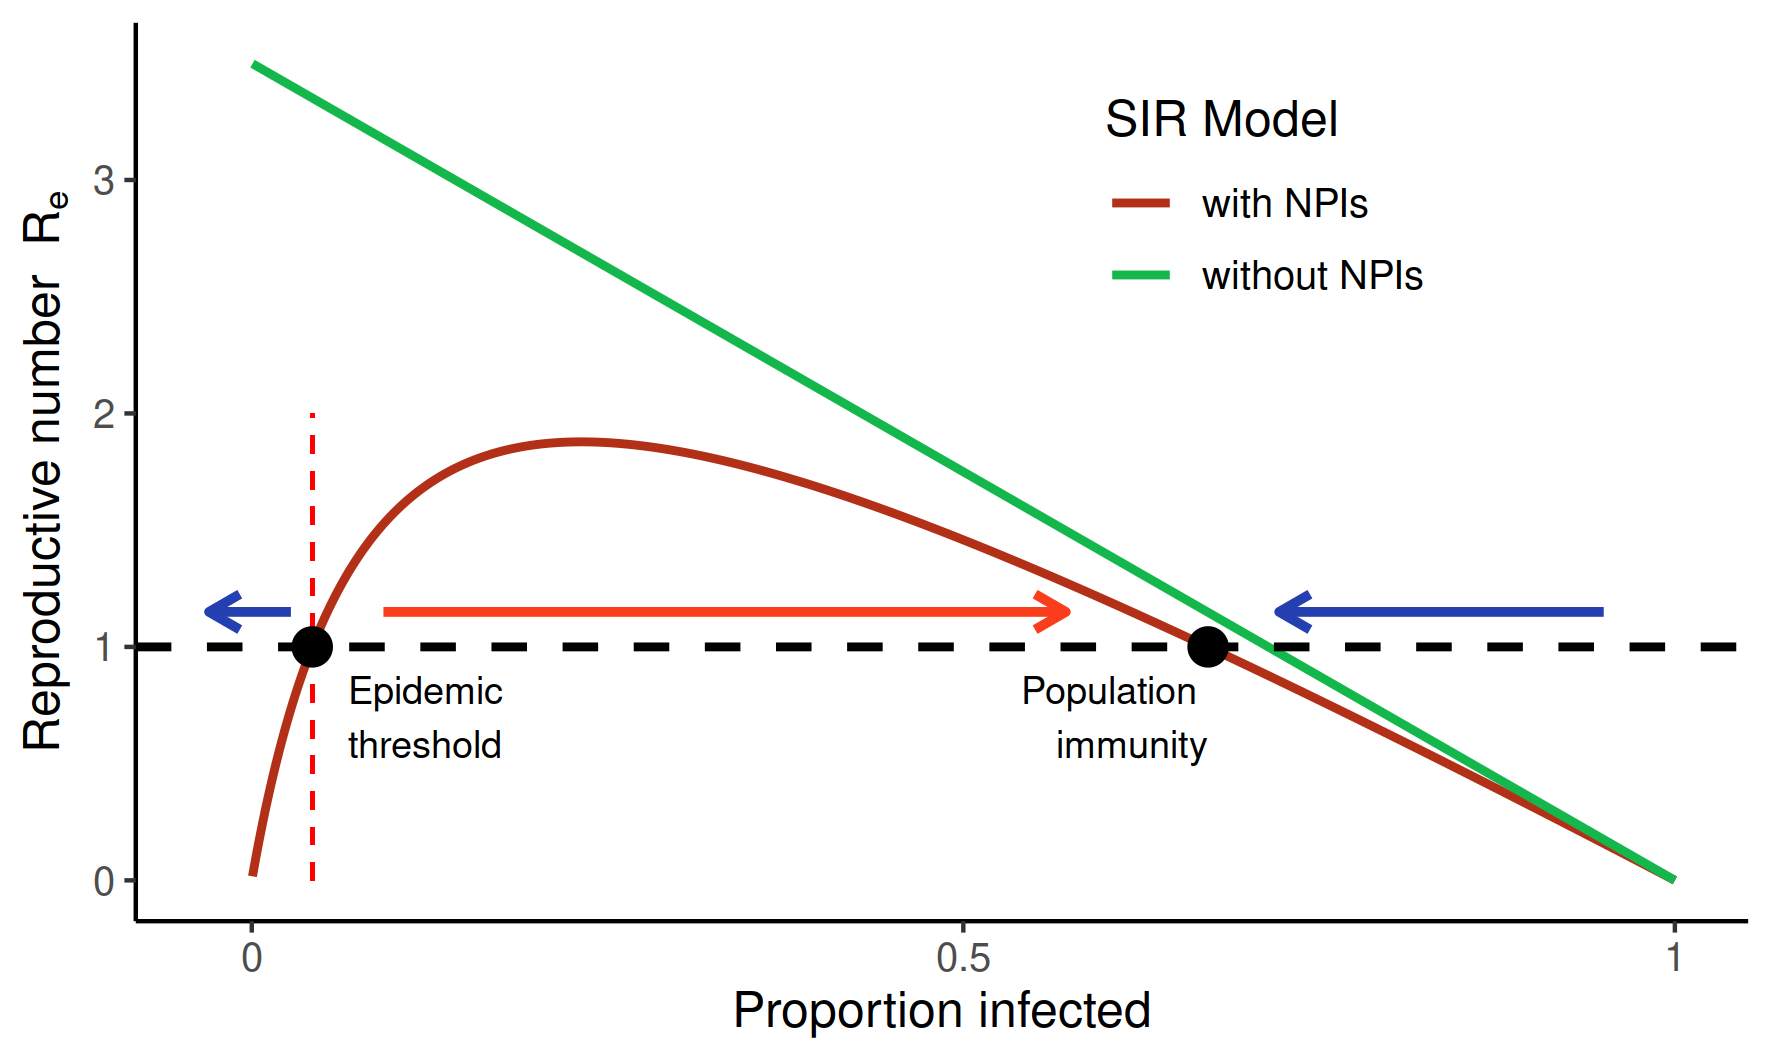 SIR Model
with NPIs
without NPIs
Reproductive number Re
3
2
1
0
Epidemic
threshold
Population
immunity
0
0.5
1
Proportion infected